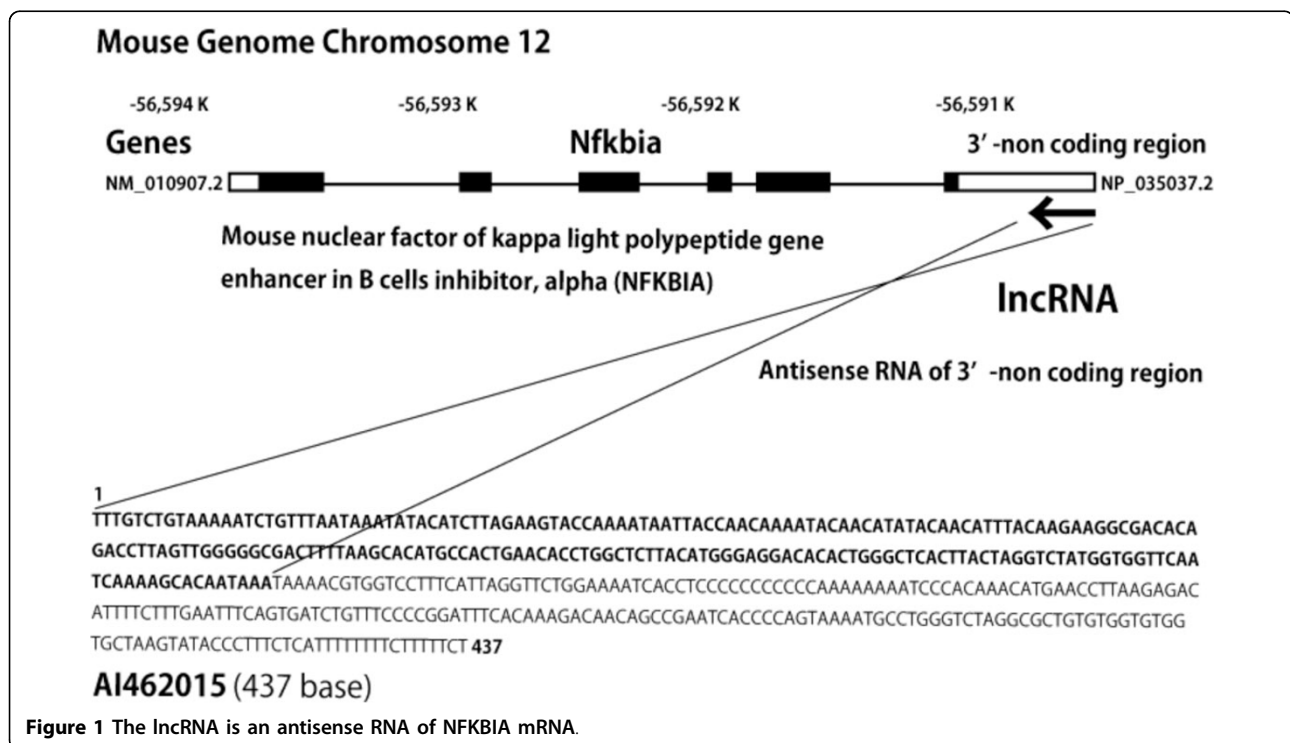 Mouse Genome Chromosome 12
-56,594 K -56,593 K -56,592 K -56,591 K
Genes Nfkbia 3′ -non coding region
NM_010907.2 NP_035037.2
Mouse nuclear factor of kappa light polypeptide gene
enhancer in B cells inhibitor, alpha (NFKBIA)
lncRNA
Antisense RNA of 3′ -non coding region
1
TTTGTCTGTAAAAATCTGTTTAATAAATATACATCTTAGAAGTACCAAAATAATTACCAACAAAATACAACATATACAACATTTACAAGAAGGCGACACA
GACCTTAGTTGGGGGCGACTTTTAAGCACATGCCACTGAACACCTGGCTCTTACATGGGAGGACACACTGGGCTCACTTACTAGGTCTATGGTGGTTCAA
TCAAAAGCACAATAAATAAAACGTGGTCCTTTCATTAGGTTCTGGAAAATCACCTCCCCCCCCCCCAAAAAAAATCCCACAAACATGAACCTTAAGAGAC
ATTTTCTTTGAATTTCAGTGATCTGTTTCCCCGGATTTCACAAAGACAACAGCCGAATCACCCCAGTAAAATGCCTGGGTCTAGGCGCTGTGTGGTGTGG
TGCTAAGTATACCCTTTCTCATTTTTTTTCTTTTTCT 437
AI462015 (437 base)
Figure 1 The lncRNA is an antisense RNA of NFKBIA mRNA.